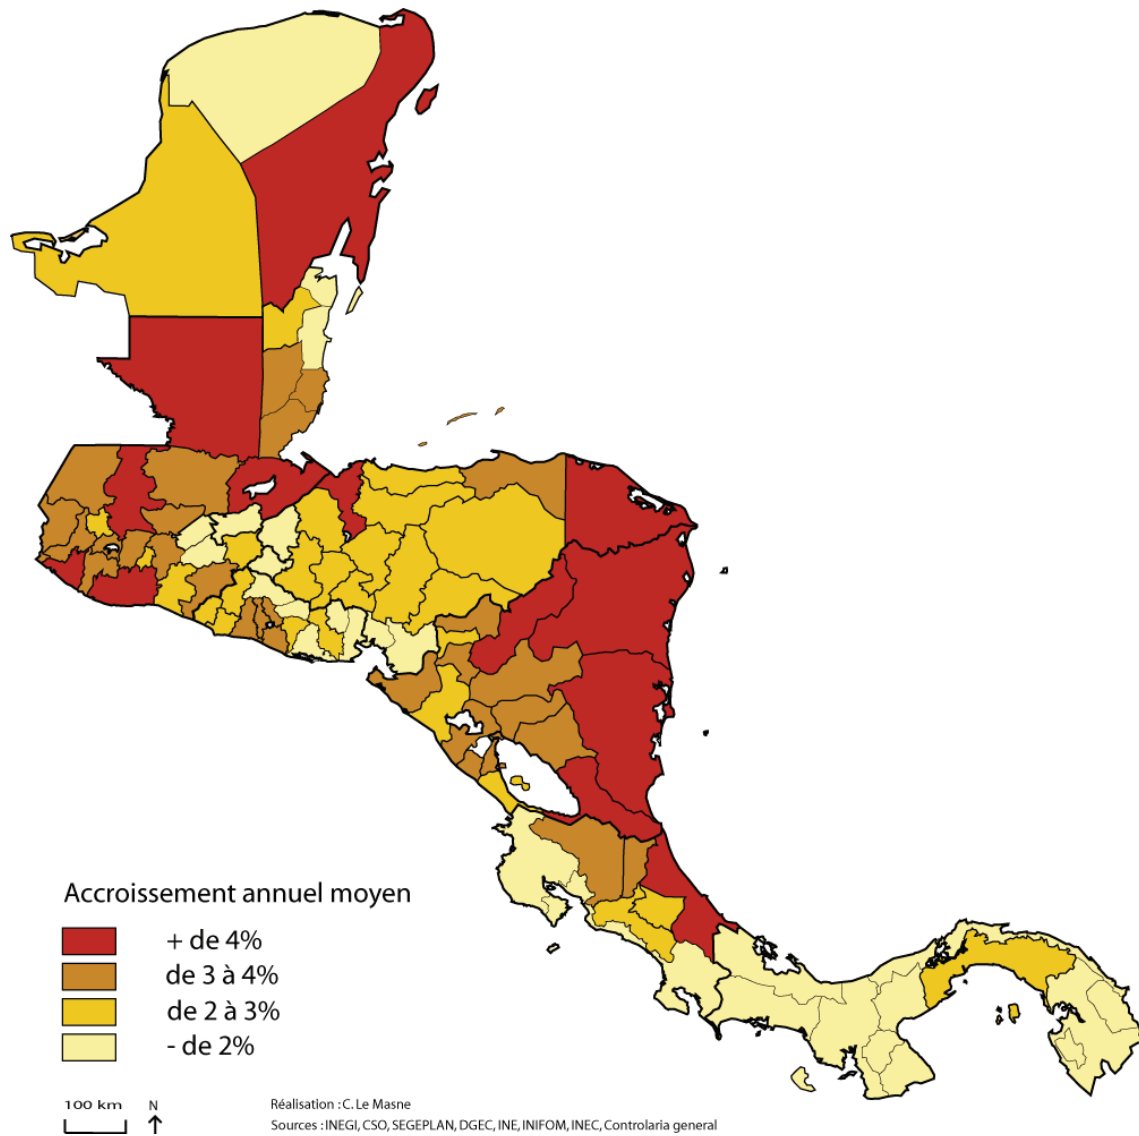 Accroissement annuel moyen
+ de 4%
de 3 à 4%
de 2 à 3%
- de 2%
100 km
N
Réalisation : C. Le Masne
Sources : INEGI, CSO, SEGEPLAN, DGEC, INE, INIFOM, INEC, Controlaria general